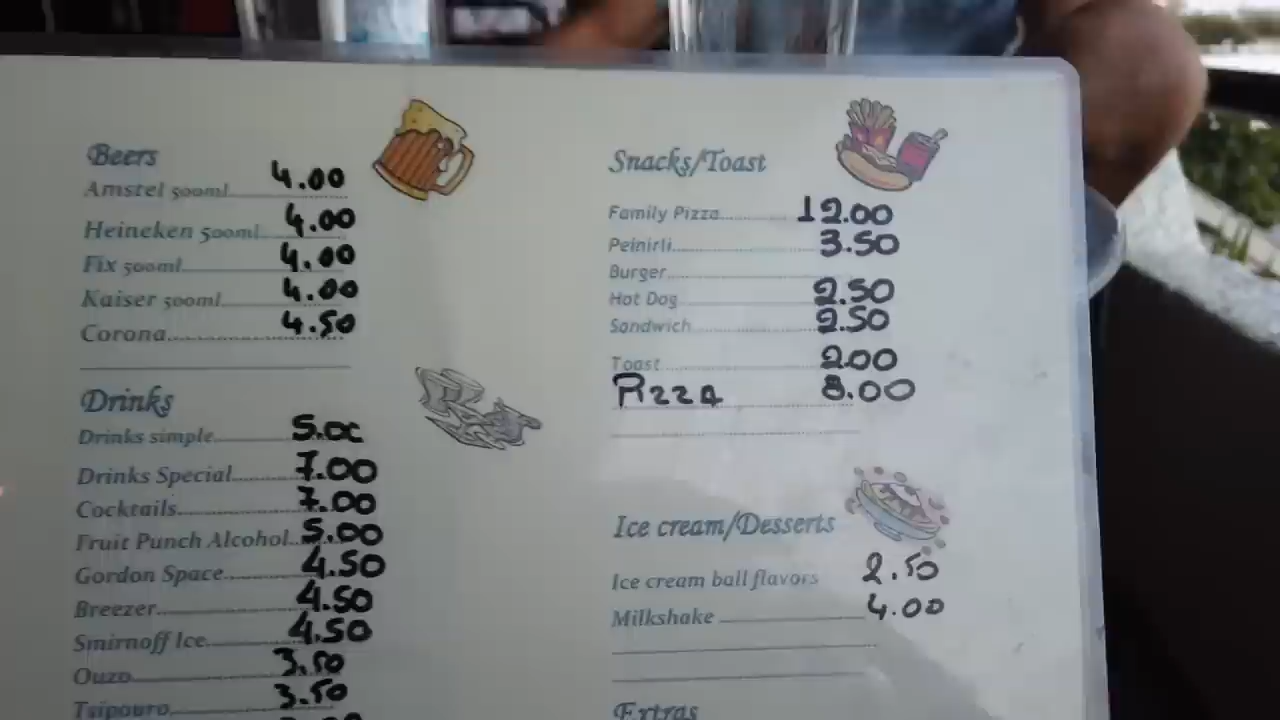 Beers
Amstel 500ml 4.00
Heineken 500ml 4.00
Fix 500ml 4.00
Kaiser 500ml 4.00
Corona 4.50
Drinks
Drinks simple 5.00
Drinks Special 7.00
Cocktails 7.00
Fruit Punch Alcohol 5.00
Gordon Space 4.50
Breezer 4.50
Smirnoff Ice 4.50
Ouzo 3.50
Tsipouro 3.50
Snacks/Toast
Family Pizza 12.00
Peinirli 3.50
Burger
Hot Dog 2.50
Sandwich 2.50
Toast 2.00
PIZZA 8.00
Ice cream/Desserts
Ice cream ball flavors 2.50
Milkshake 4.00
Extras